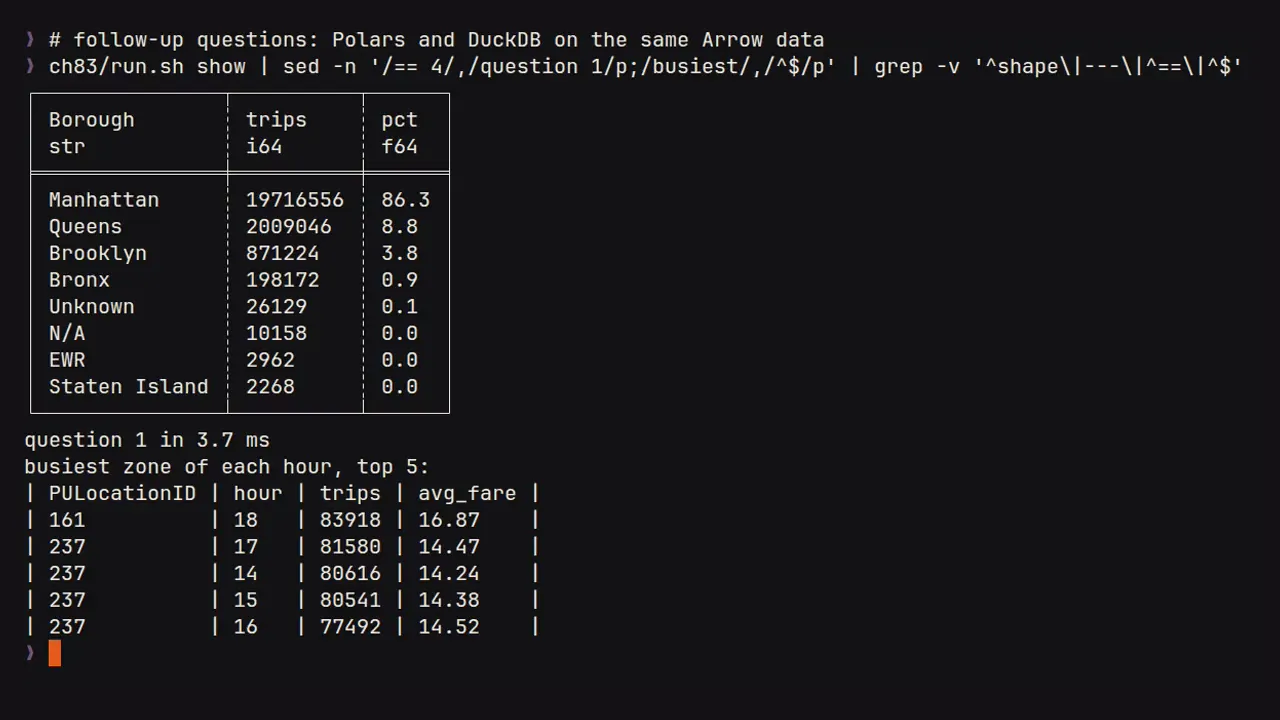 ⟩ # follow-up questions: Polars and DuckDB on the same Arrow data
⟩ ch83/run.sh show | sed -n '/== 4/,/question 1/p;/busiest/,/^$/p' | grep -v '^shape\|---\|^==\|^$'
Borough trips pct
str i64 f64
Manhattan 19716556 86.3
Queens 2009046 8.8
Brooklyn 871224 3.8
Bronx 198172 0.9
Unknown 26129 0.1
N/A 10158 0.0
EWR 2962 0.0
Staten Island 2268 0.0
question 1 in 3.7 ms
busiest zone of each hour, top 5:
| PULocationID | hour | trips | avg_fare |
| 161 | 18 | 83918 | 16.87 |
| 237 | 17 | 81580 | 14.47 |
| 237 | 14 | 80616 | 14.24 |
| 237 | 15 | 80541 | 14.38 |
| 237 | 16 | 77492 | 14.52 |
⟩